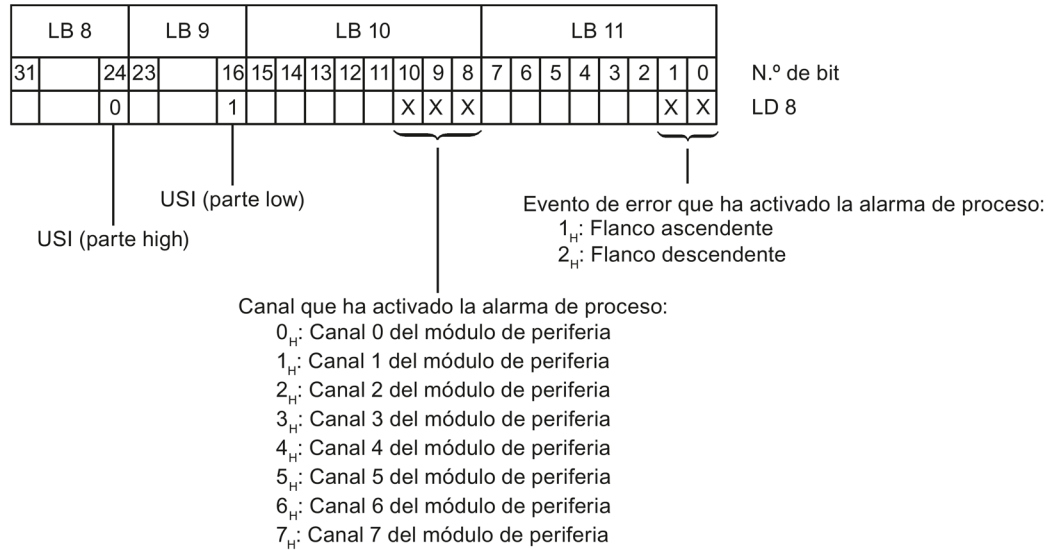 LB 8 LB 9 LB 10 LB 11
31 24 23 16 15 14 13 12 11 10 9 8 7 6 5 4 3 2 1 0 N.º de bit
0 1 X X X X X LD 8
USI (parte low)
USI (parte high)
Evento de error que ha activado la alarma de proceso:
1H: Flanco ascendente
2H: Flanco descendente
Canal que ha activado la alarma de proceso:
0H: Canal 0 del módulo de periferia
1H: Canal 1 del módulo de periferia
2H: Canal 2 del módulo de periferia
3H: Canal 3 del módulo de periferia
4H: Canal 4 del módulo de periferia
5H: Canal 5 del módulo de periferia
6H: Canal 6 del módulo de periferia
7H: Canal 7 del módulo de periferia